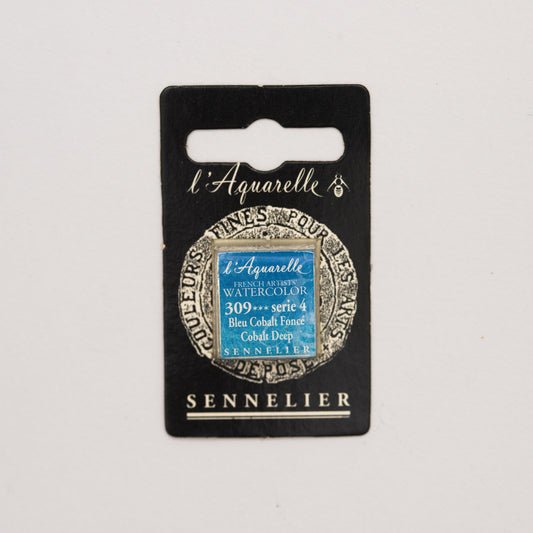 l'Aquarelle
COULEURS FINES POUR LES ARTS
l'Aquarelle
FRENCH ARTISTS'
WATERCOLOR
309*** serie 4
Bleu Cobalt Foncé
Cobalt Deep
SENNELIER
DÉPOSÉ
SENNELIER